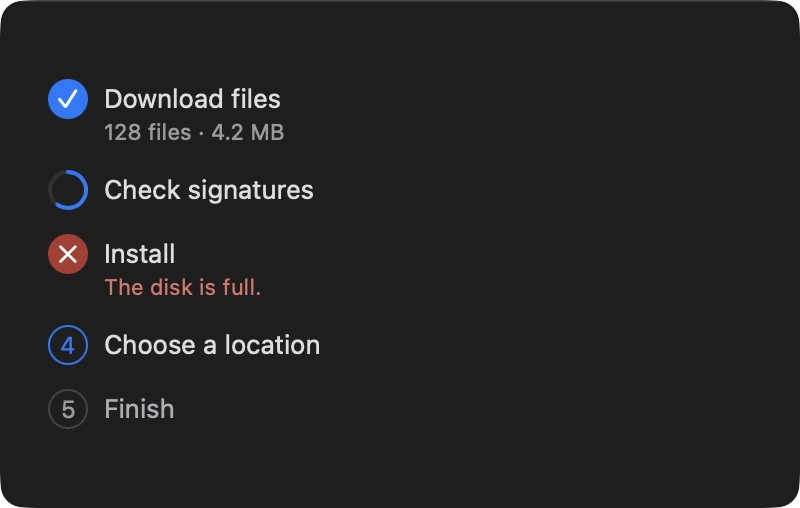 Download files
128 files · 4.2 MB
Check signatures
Install
The disk is full.
4 Choose a location
5 Finish